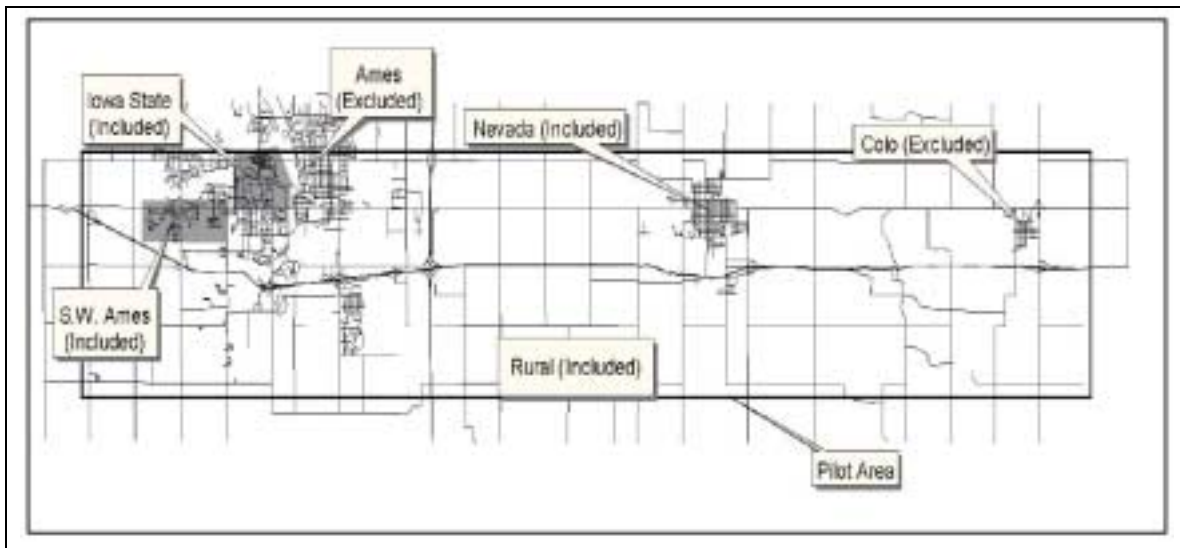 Ames
(Excluded)
Iowa State
(Included)
Nevada (Included)
Colo (Excluded)
S.W. Ames
(Included)
Rural (Included)
Pilot Area